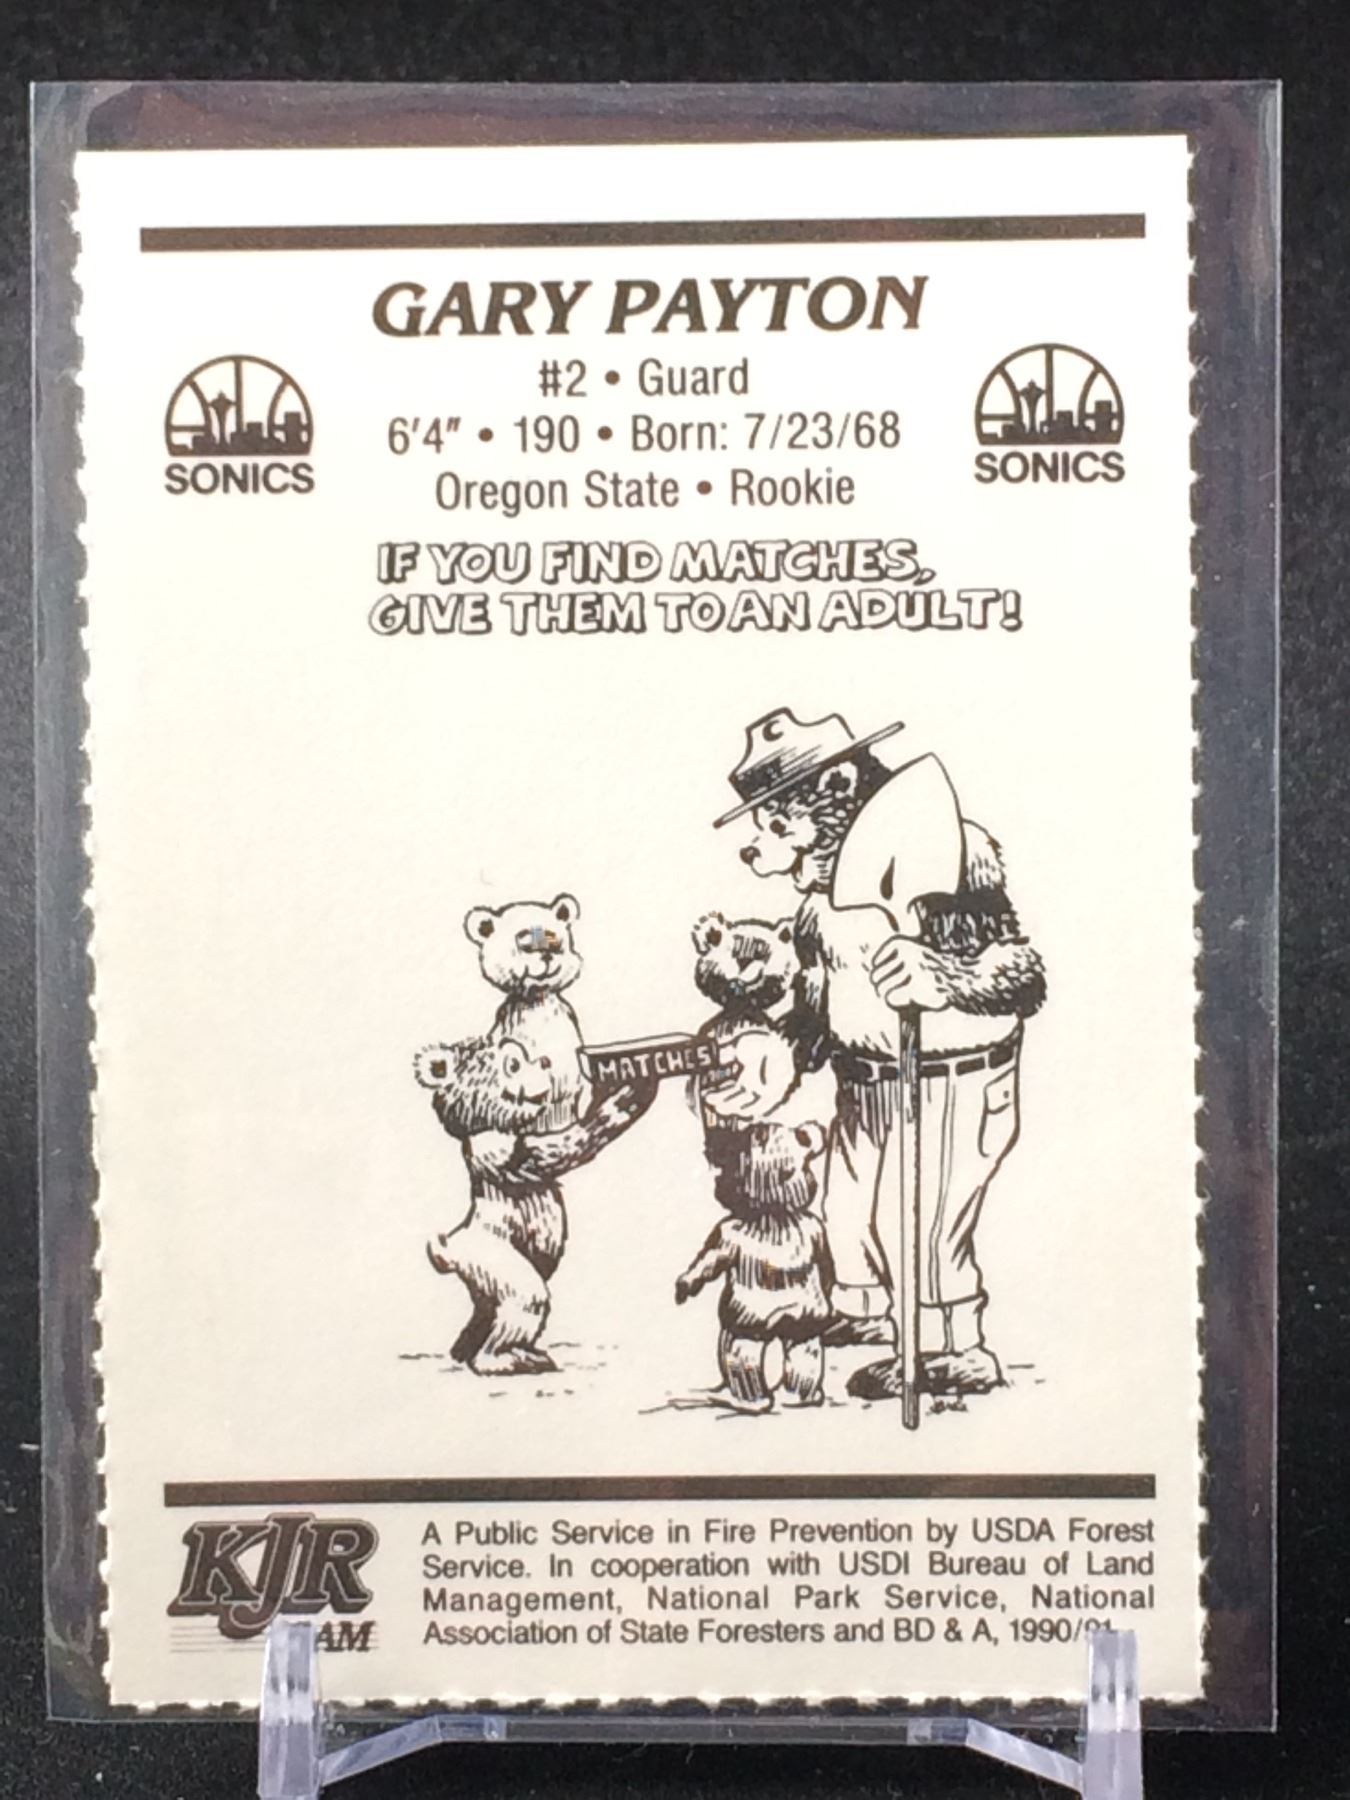 GARY PAYTON
#2 • Guard
6'4" • 190 • Born: 7/23/68
Oregon State • Rookie
SONICS
SONICS
IF YOU FIND MATCHES,
GIVE THEM TO AN ADULT!
MATCHES
KJR
AM
A Public Service in Fire Prevention by USDA Forest
Service. In cooperation with USDI Bureau of Land
Management, National Park Service, National
Association of State Foresters and BD & A, 1990/91